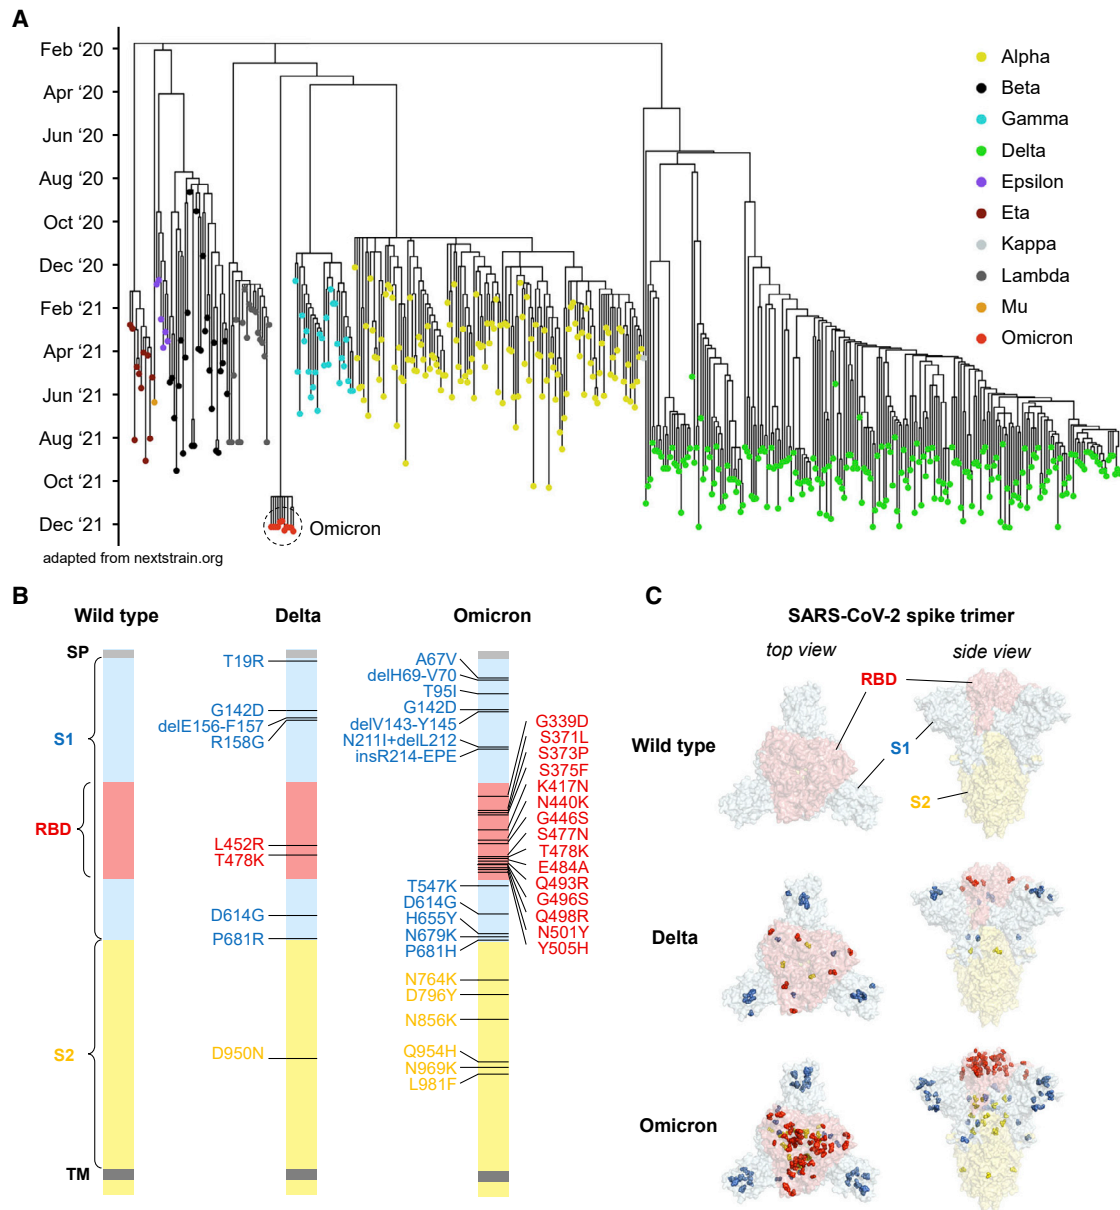 A
Feb ‘20
Apr ‘20
Jun ‘20
Aug ‘20
Oct ‘20
Dec ‘20
Feb ‘21
Apr ‘21
Jun ‘21
Aug ‘21
Oct ‘21
Dec ‘21
Alpha
Beta
Gamma
Delta
Epsilon
Eta
Kappa
Lambda
Mu
Omicron
Omicron
adapted from nextstrain.org
B
Wild type
Delta
Omicron
SP
S1
RBD
S2
TM
T19R
G142D
delE156-F157
R158G
L452R
T478K
D614G
P681R
D950N
A67V
delH69-V70
T95I
G142D
delV143-Y145
N211I+delL212
insR214-EPE
G339D
S371L
S373P
S375F
K417N
N440K
G446S
S477N
T478K
E484A
Q493R
G496S
Q498R
N501Y
Y505H
T547K
D614G
H655Y
N679K
P681H
N764K
D796Y
N856K
Q954H
N969K
L981F
C
SARS-CoV-2 spike trimer
top view
side view
RBD
S1
S2
Wild type
Delta
Omicron